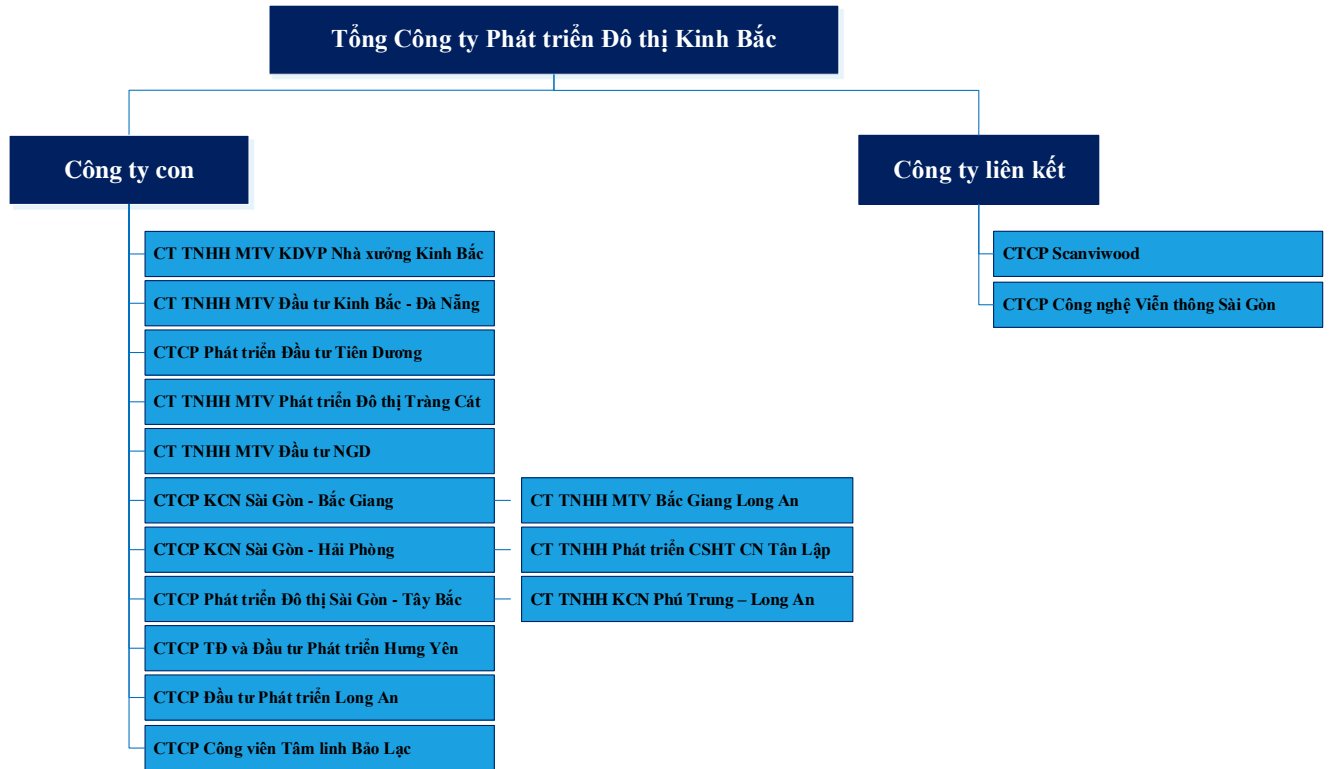 Tổng Công ty Phát triển Đô thị Kinh Bắc
Công ty con
Công ty liên kết
CT TNHH MTV KDVP Nhà xưởng Kinh Bắc
CTCP Scanviwood
CT TNHH MTV Đầu tư Kinh Bắc - Đà Nẵng
CTCP Công nghệ Viễn thông Sài Gòn
CTCP Phát triển Đầu tư Tiên Dương
CT TNHH MTV Phát triển Đô thị Tràng Cát
CT TNHH MTV Đầu tư NGD
CTCP KCN Sài Gòn - Bắc Giang
CT TNHH MTV Bắc Giang Long An
CTCP KCN Sài Gòn - Hải Phòng
CT TNHH Phát triển CSHT CN Tân Lập
CTCP Phát triển Đô thị Sài Gòn - Tây Bắc
CT TNHH KCN Phú Trung – Long An
CTCP TĐ và Đầu tư Phát triển Hưng Yên
CTCP Đầu tư Phát triển Long An
CTCP Công viên Tâm linh Bảo Lạc